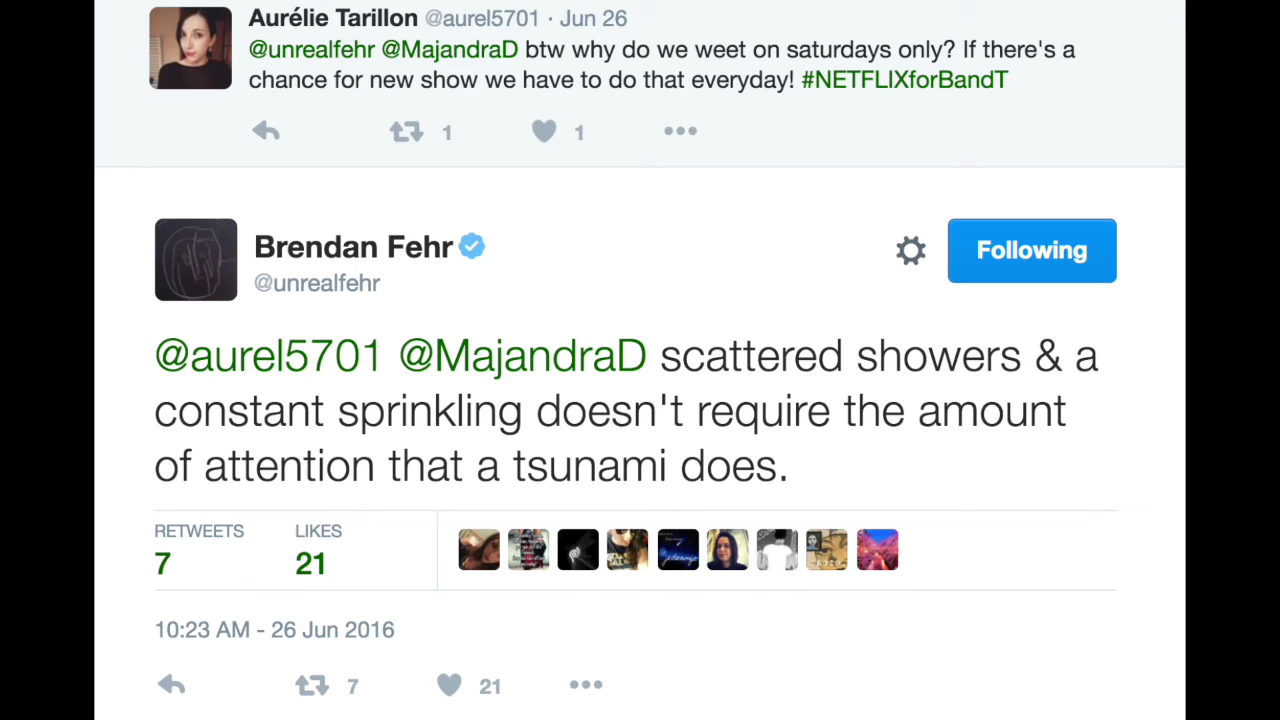 Aurélie Tarillon @aurel5701 · Jun 26
@unrealfehr @MajandraD btw why do we weet on saturdays only? If there's a
chance for new show we have to do that everyday! #NETFLIXforBandT
1 1
Brendan Fehr
@unrealfehr
Following
@aurel5701 @MajandraD scattered showers & a
constant sprinkling doesn't require the amount
of attention that a tsunami does.
RETWEETS LIKES
7 21
10:23 AM - 26 Jun 2016
7 21